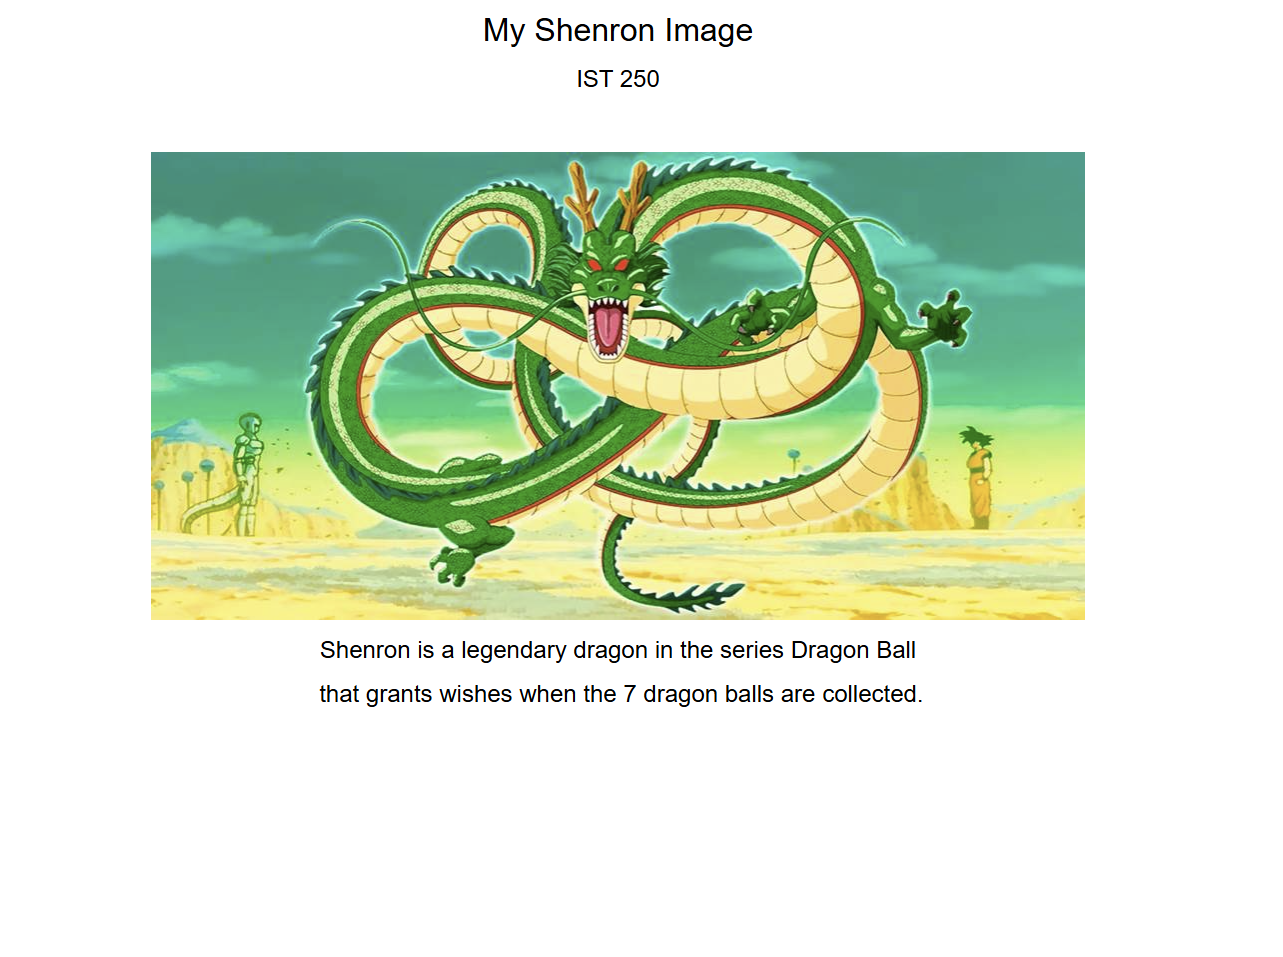 My Shenron Image
IST 250
Shenron is a legendary dragon in the series Dragon Ball
that grants wishes when the 7 dragon balls are collected.